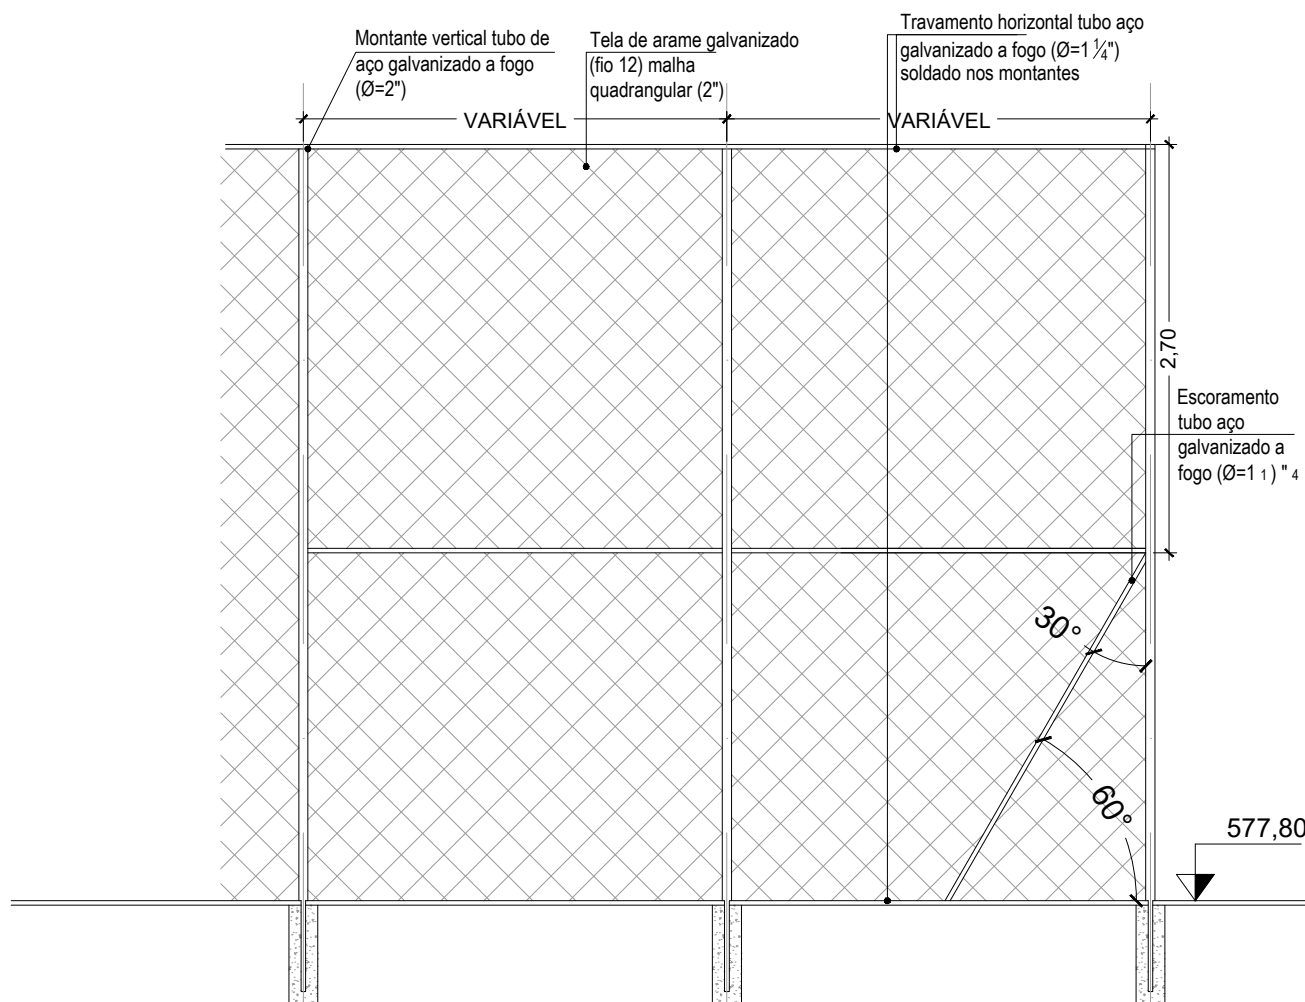 Montante vertical tubo de
aço galvanizado a fogo
(Ø=2")
Tela de arame galvanizado
(fio 12) malha
quadrangular (2")
Travamento horizontal tubo aço
galvanizado a fogo (Ø=1 ¼")
soldado nos montantes
VARIÁVEL
VARIÁVEL
2,70
Escoramento
tubo aço
galvanizado a
fogo (Ø=1 1 ) " 4
30°
60°
577,80